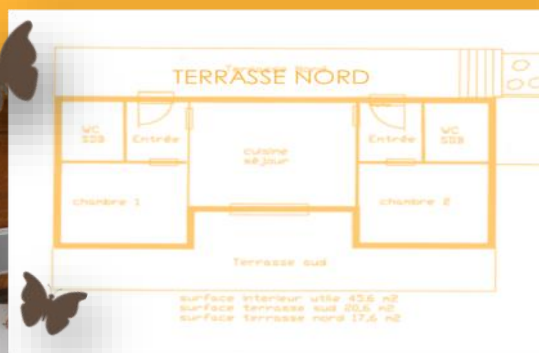 TERRASSE NORD
WC
SDB
Entrée
cuisine
séjour
Entrée
WC
SDB
chambre 1
chambre 2
Terrasse sud
surface interieur utile 45,6 m2
surface terrasse sud 20,6 m2
surface terrasse nord 17,6 m2